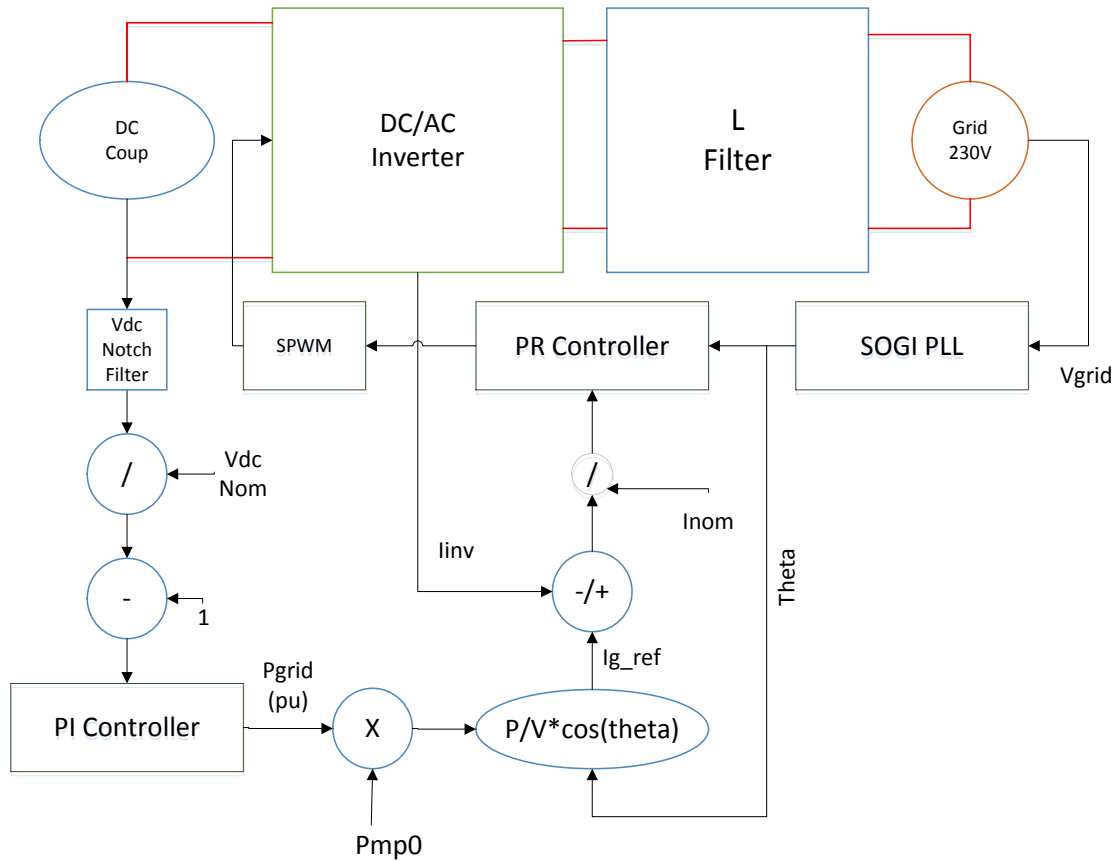 DC
Coup
DC/AC
Inverter
L
Filter
Grid
230V
Vdc
Notch
Filter
SPWM
PR Controller
SOGI PLL
Vgrid
/
Vdc
Nom
/
Inom
Iinv
Theta
-
1
-/+
Ig_ref
PI Controller
Pgrid
(pu)
X
P/V*cos(theta)
Pmp0